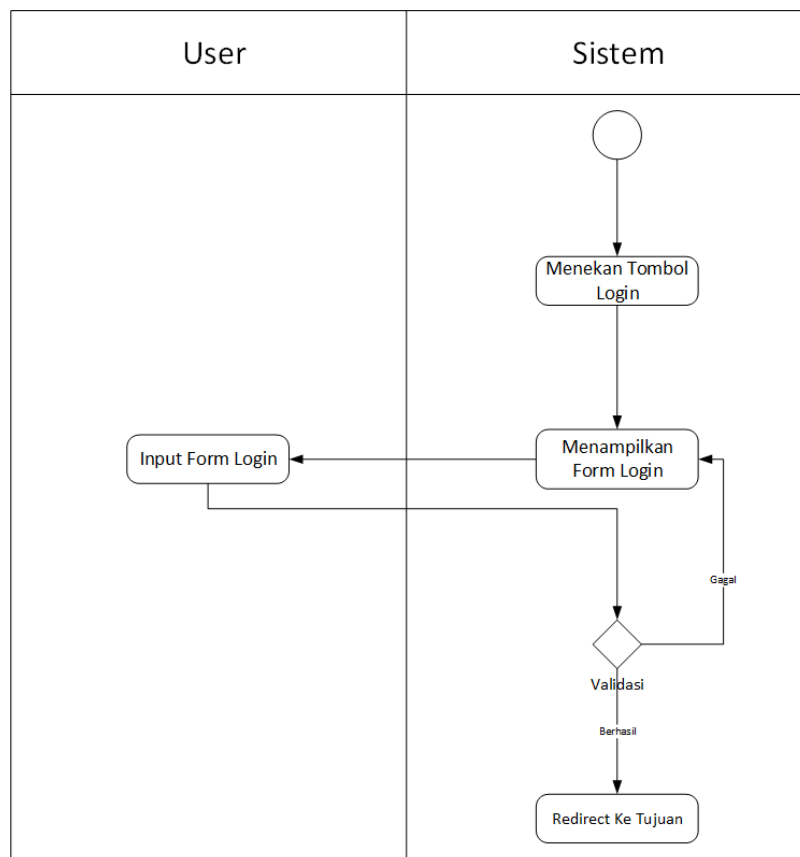 User
Sistem
Menekan Tombol
Login
Input Form Login
Menampilkan
Form Login
Gagal
Validasi
Berhasil
Redirect Ke Tujuan